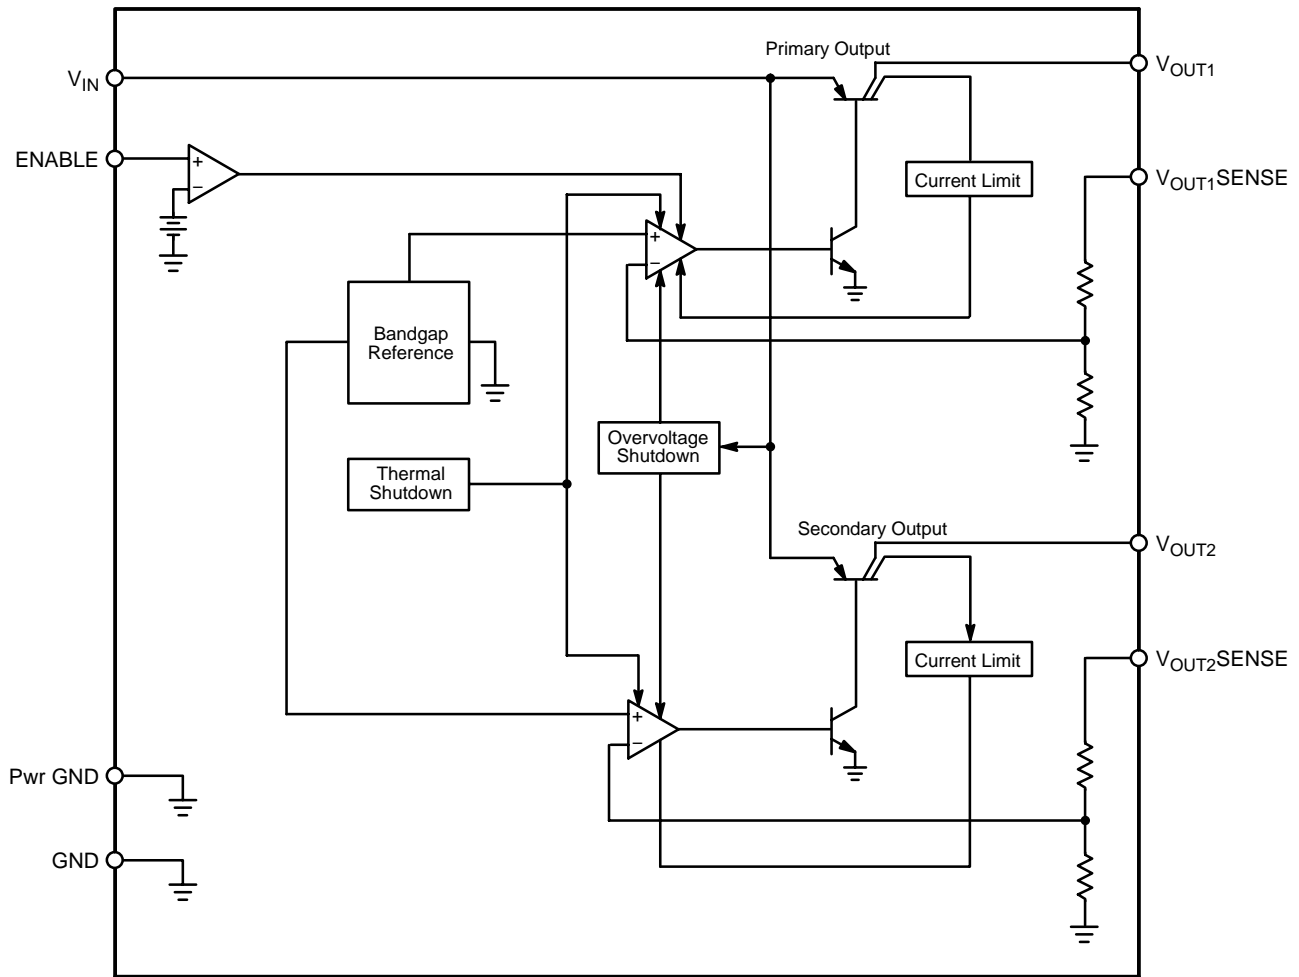 Primary Output
VIN
VOUT1
ENABLE
+
−
Current Limit
VOUT1SENSE
+
−
Bandgap
Reference
Overvoltage
Shutdown
Thermal
Shutdown
Secondary Output
VOUT2
Current Limit
VOUT2SENSE
+
−
Pwr GND
GND